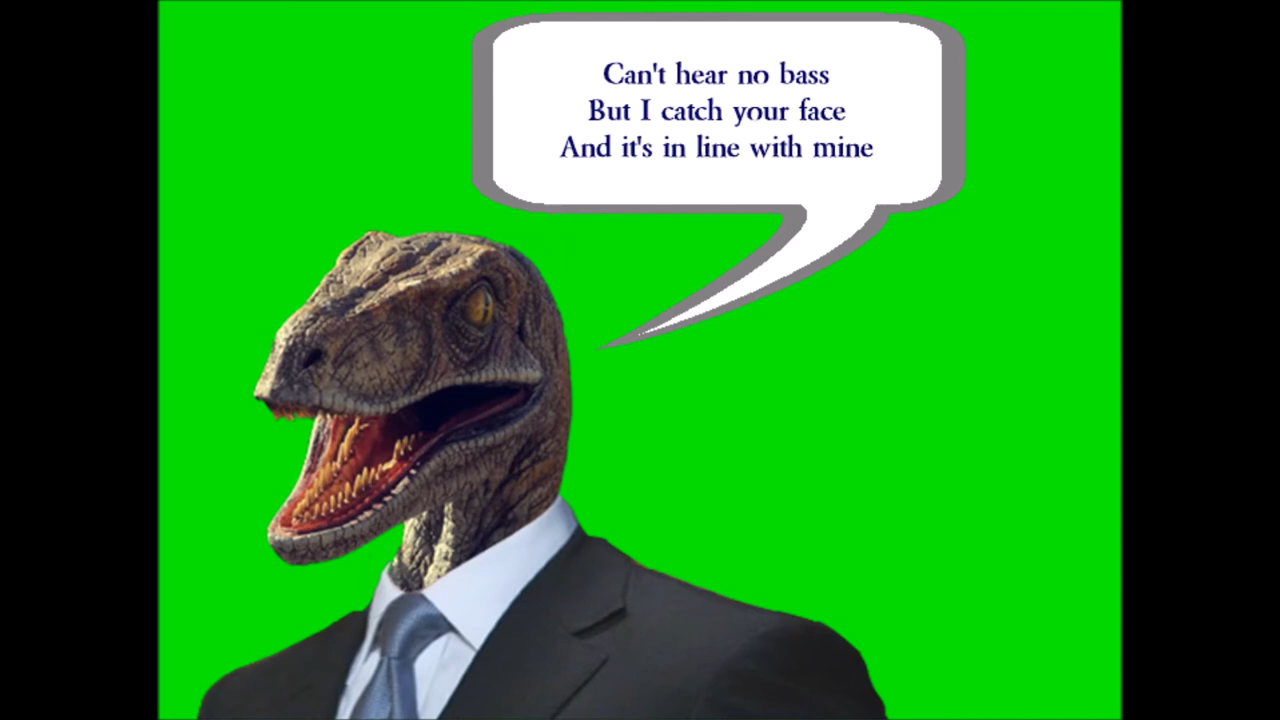 Can't hear no bass
But I catch your face
And it's in line with mine